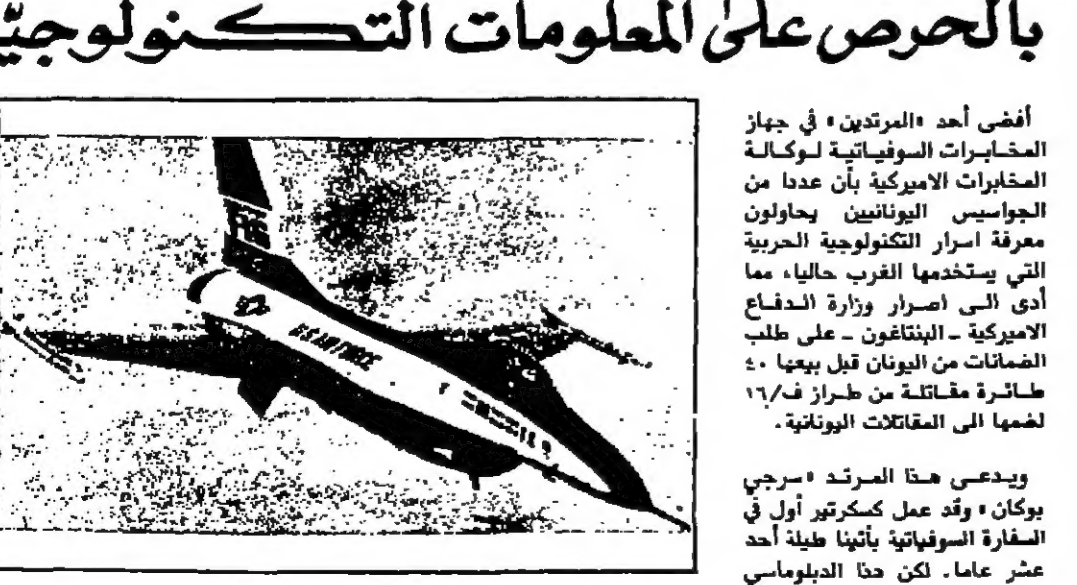 بالحرص على المعلومات التكنولوجيّ
أفضى أحد «المرتدين» في جهاز
المخابرات السوفياتية لوكالة
المخابرات الاميركية بأن عددا من
الجواسيس اليونانيين يحاولون
معرفة اسرار التكنولوجية الحربية
التي يستخدمها الغرب حاليا، مما
أدى الى اصرار وزارة الدفاع
الاميركية ـ البنتاغون ـ على طلب
الضمانات من اليونان قبل بيعها ٤٠
طائرة مقاتلة من طراز ف/١٦
لضمها الى المقاتلات اليونانية.
ويدعى هذا المرتد «سرجي
بوكان» وقد عمل كسكرتير أول في
السفارة السوفياتية بأثينا طيلة أحد
عشر عاما. لكن هذا الدبلوماسي
US AIR FORCE